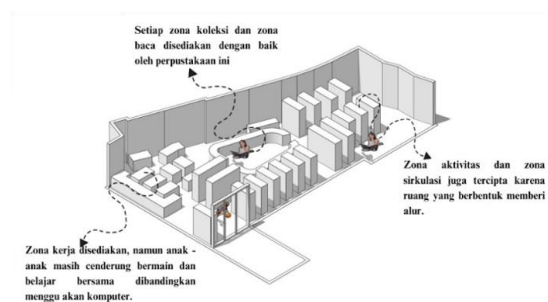 Setiap zona koleksi dan zona
baca disediakan dengan baik
oleh perpustakaan ini
Zona aktivitas dan zona
sirkulasi juga tercipta karena
ruang yang berbentuk memberi
alur.
Zona kerja disediakan, namun anak -
anak masih cenderung bermain dan
belajar bersama dibandingkan
menggu akan komputer.